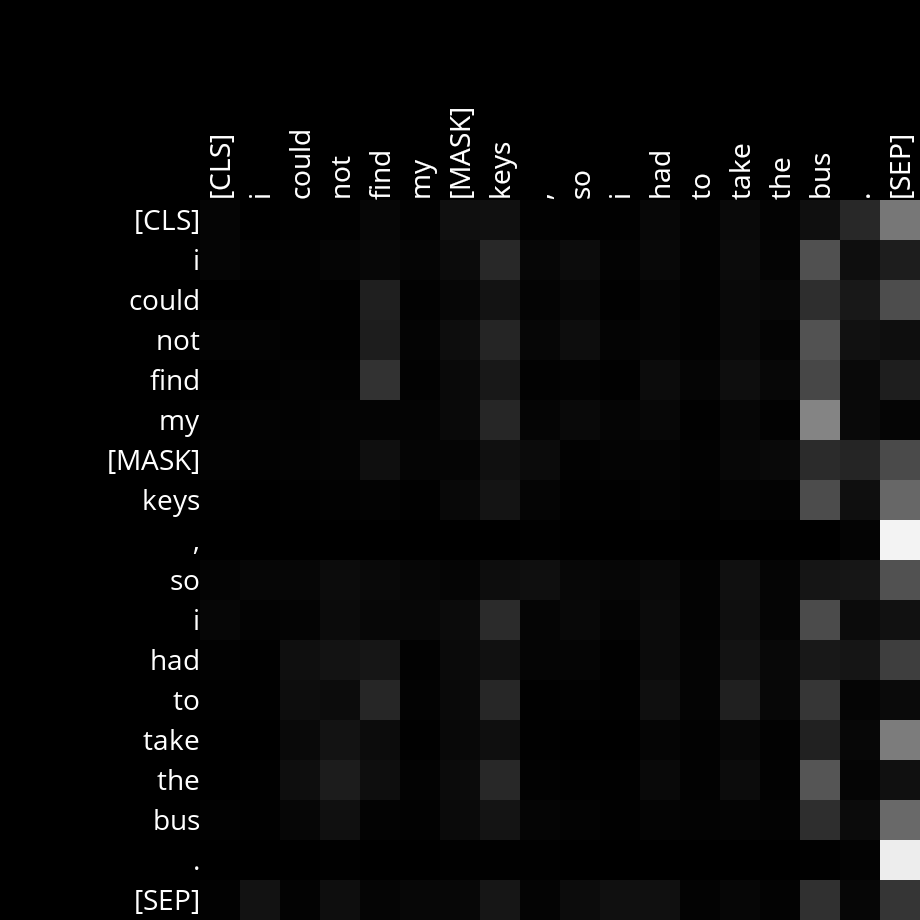 [CLS] i could not find my [MASK] keys , so i had to take the bus . [SEP]
[CLS]
i
could
not
find
my
[MASK]
keys
,
so
i
had
to
take
the
bus
.
[SEP]